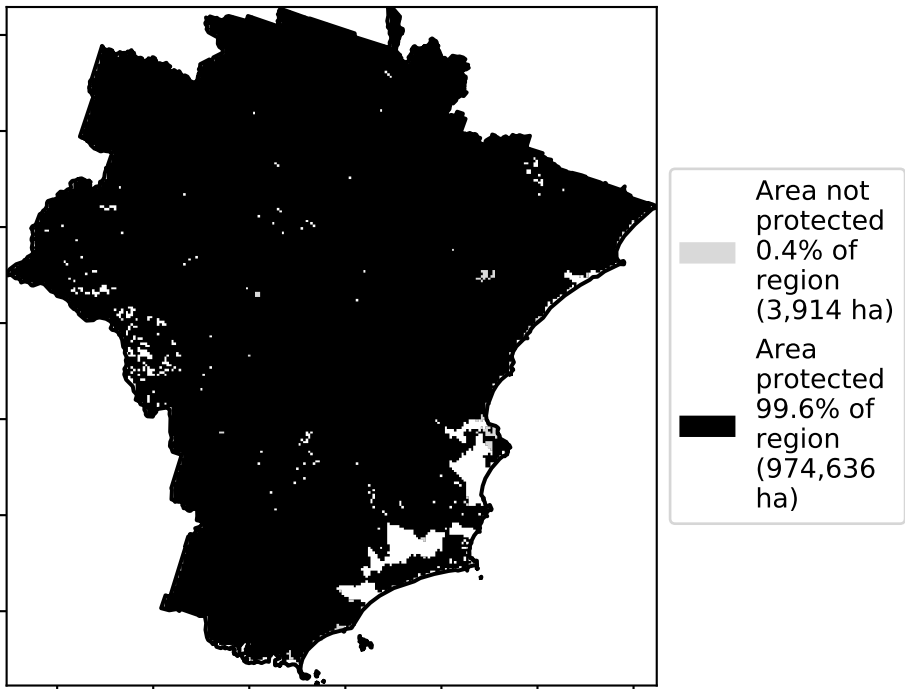 Area not
protected
0.4% of
region
(3,914 ha)
Area
protected
99.6% of
region
(974,636
ha)